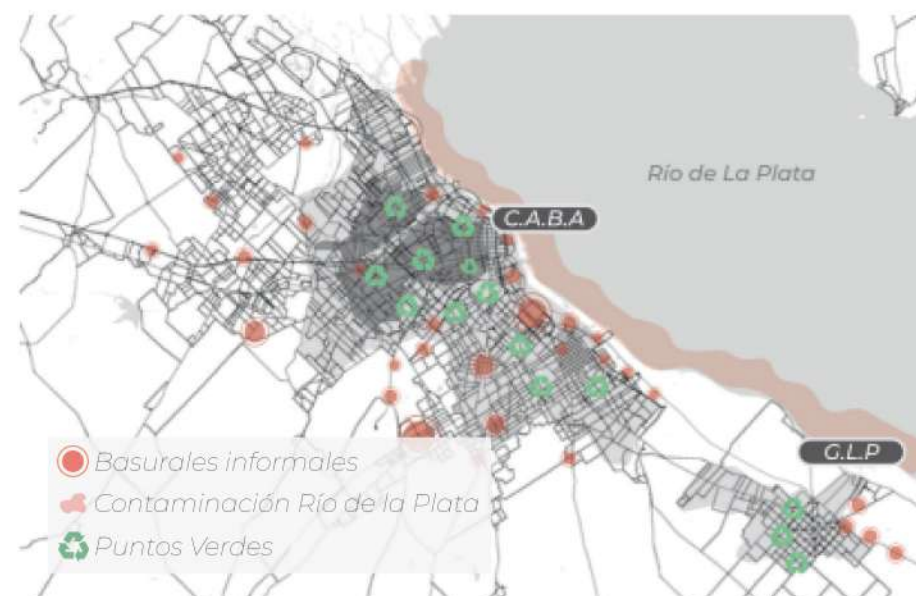 Río de La Plata
C.A.B.A
G.L.P
Basurales informales
Contaminación Río de la Plata
Puntos Verdes